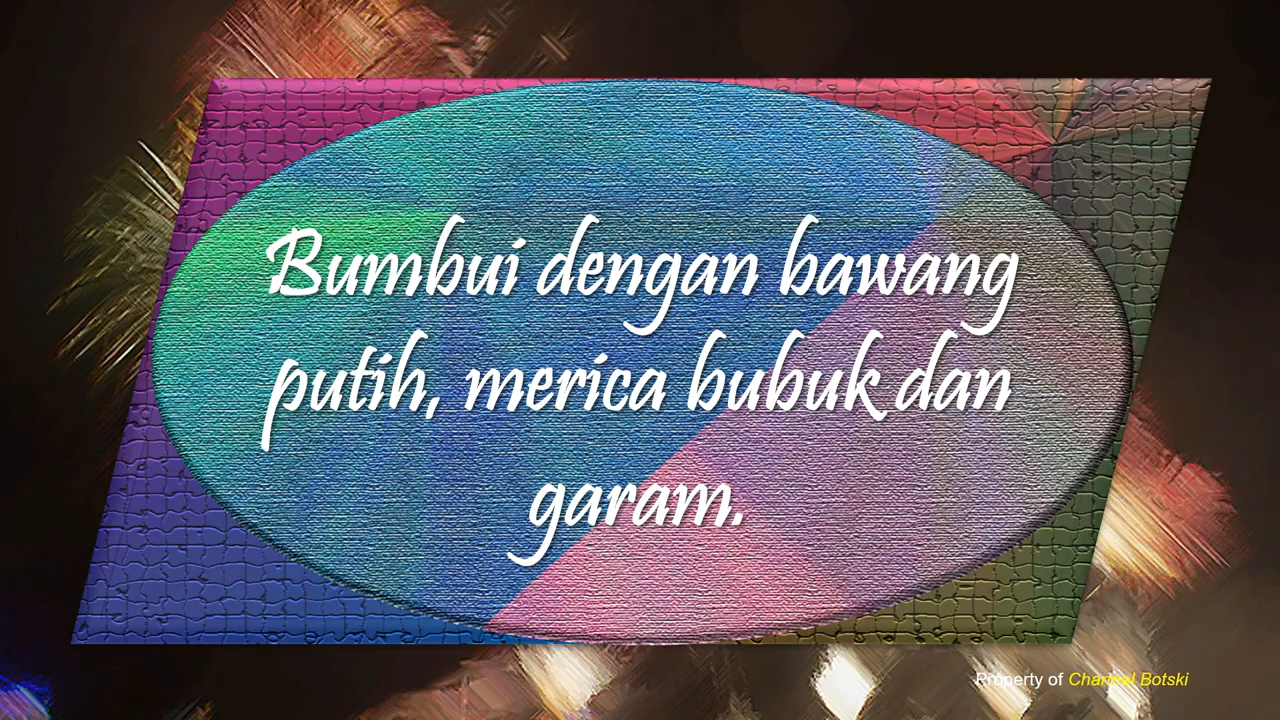 Bumbui dengan bawang
putih, merica bubuk dan
garam.
Property of Channel Botski